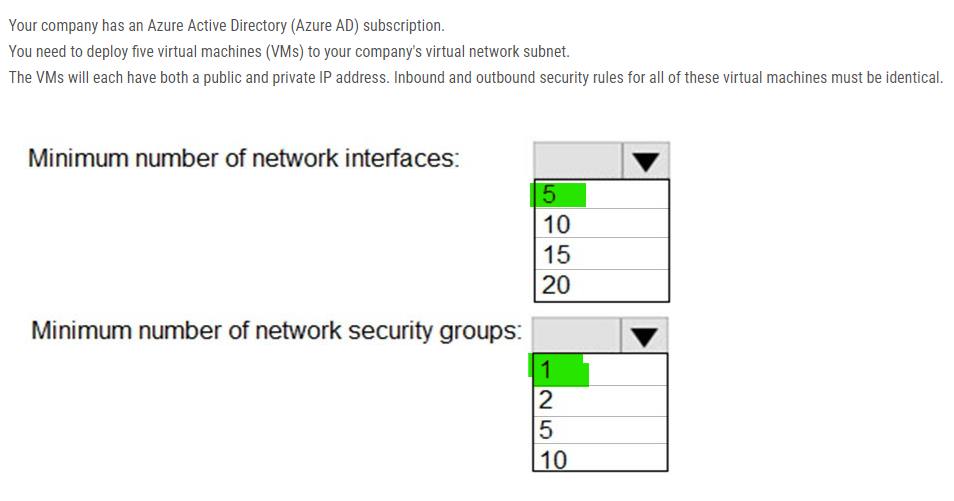 Your company has an Azure Active Directory (Azure AD) subscription.
You need to deploy five virtual machines (VMs) to your company's virtual network subnet.
The VMs will each have both a public and private IP address. Inbound and outbound security rules for all of these virtual machines must be identical.
Minimum number of network interfaces:
5
10
15
20
Minimum number of network security groups:
1
2
5
10